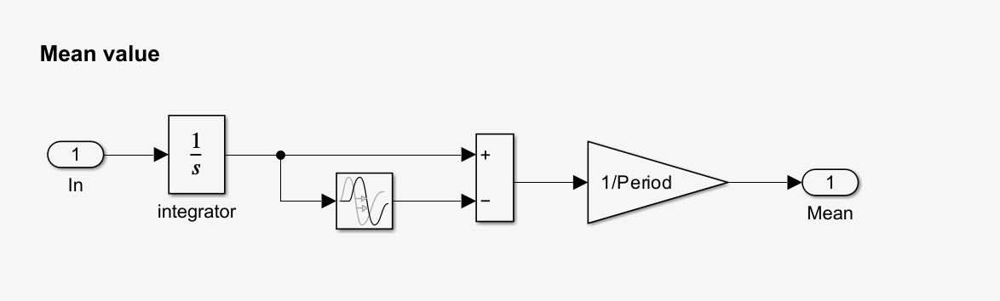 Mean value
1
In
1
s
integrator
+
−
1/Period
1
Mean